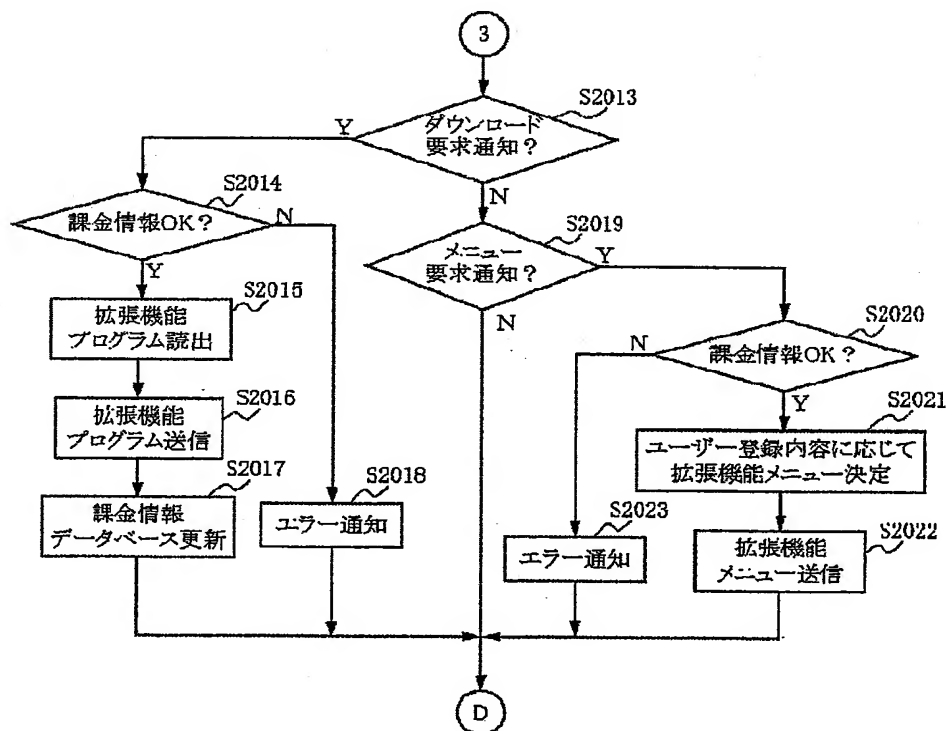 3
S2013
ダウンロード
要求通知？
Y
N
S2014
課金情報OK？
N
Y
S2019
メニュー
要求通知？
Y
N
S2015
拡張機能
プログラム読出
S2020
課金情報OK？
N
Y
S2016
拡張機能
プログラム送信
S2021
ユーザー登録内容に応じて
拡張機能メニュー決定
S2017
課金情報
データベース更新
S2018
エラー通知
S2023
エラー通知
S2022
拡張機能
メニュー送信
D